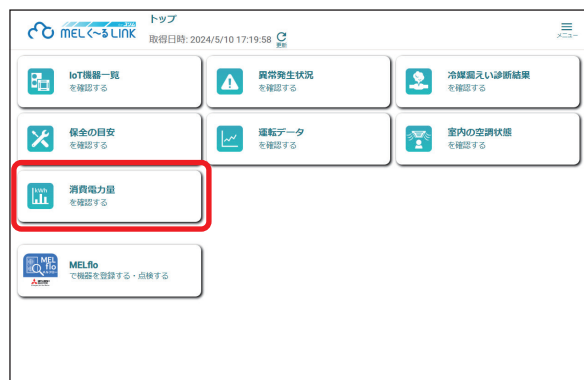 MELく~るLINK
トップ
取得日時: 2024/5/10 17:19:58
更新
メニュー
IoT機器一覧
を確認する
異常発生状況
を確認する
冷媒漏えい診断結果
を確認する
保全の目安
を確認する
運転データ
を確認する
室内の空調状態
を確認する
kWh
消費電力量
を確認する
MEL
flo
MELflo
で機器を登録する・点検する